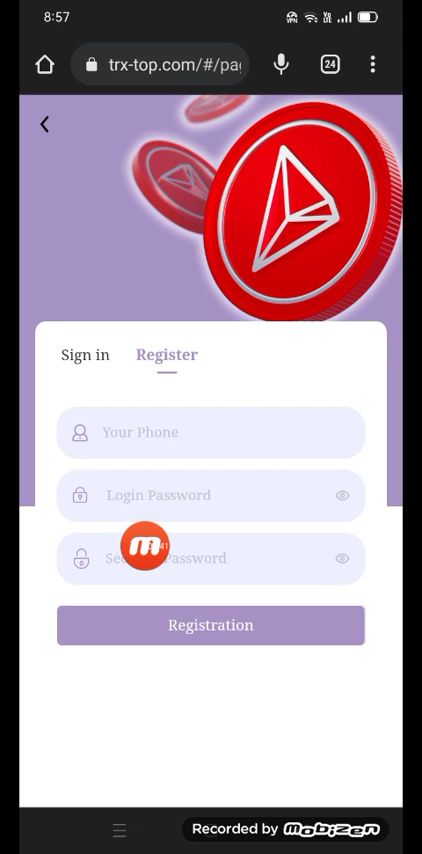 8:57
trx-top.com/#/pa
24
Sign in
Register
Your Phone
Login Password
Password
Registration
Recorded by MOBIZEN